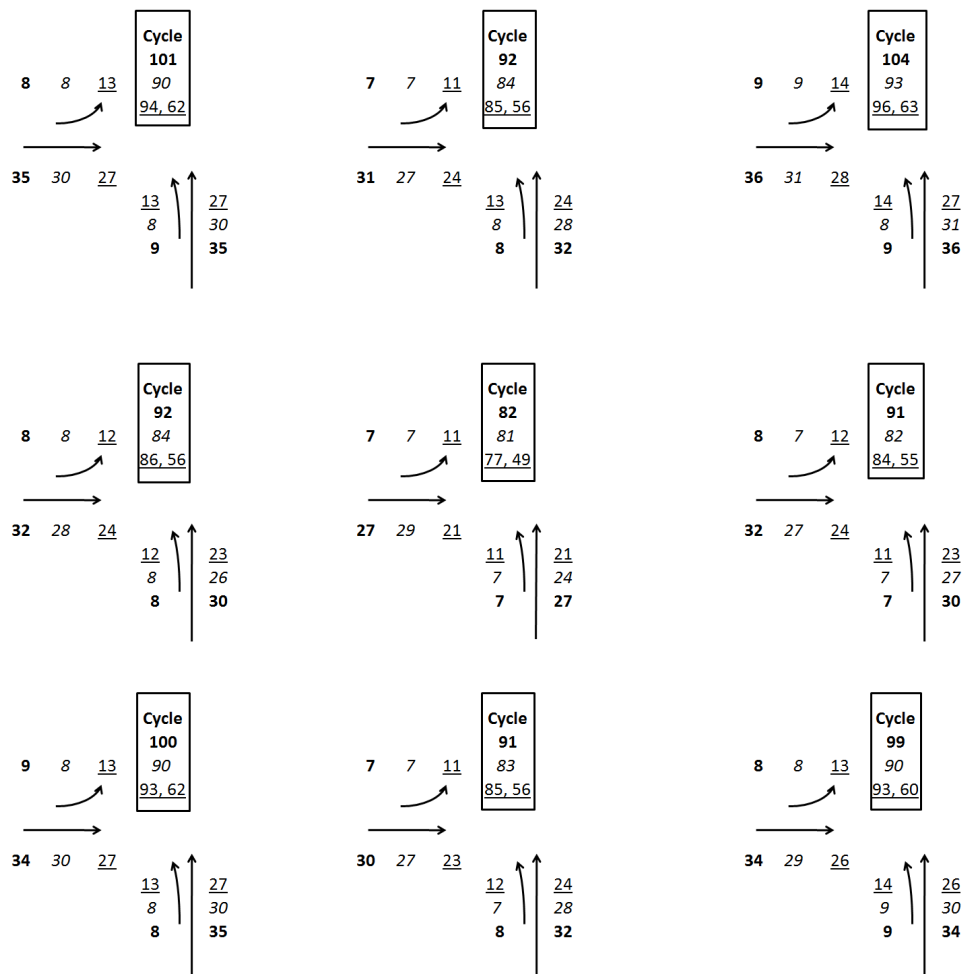 Cycle
101
8 8 13 90
94, 62
35 30 27
13 27
8 30
9 35
Cycle
92
7 7 11 84
85, 56
31 27 24
13 24
8 28
8 32
Cycle
104
9 9 14 93
96, 63
36 31 28
14 27
8 31
9 36
Cycle
92
8 8 12 84
86, 56
32 28 24
12 23
8 26
8 30
Cycle
82
7 7 11 81
77, 49
27 29 21
11 21
7 24
7 27
Cycle
91
8 7 12 82
84, 55
32 27 24
11 23
7 27
7 30
Cycle
100
9 8 13 90
93, 62
34 30 27
13 27
8 30
8 35
Cycle
91
7 7 11 83
85, 56
30 27 23
12 24
7 28
8 32
Cycle
99
8 8 13 90
93, 60
34 29 26
14 26
9 30
9 34